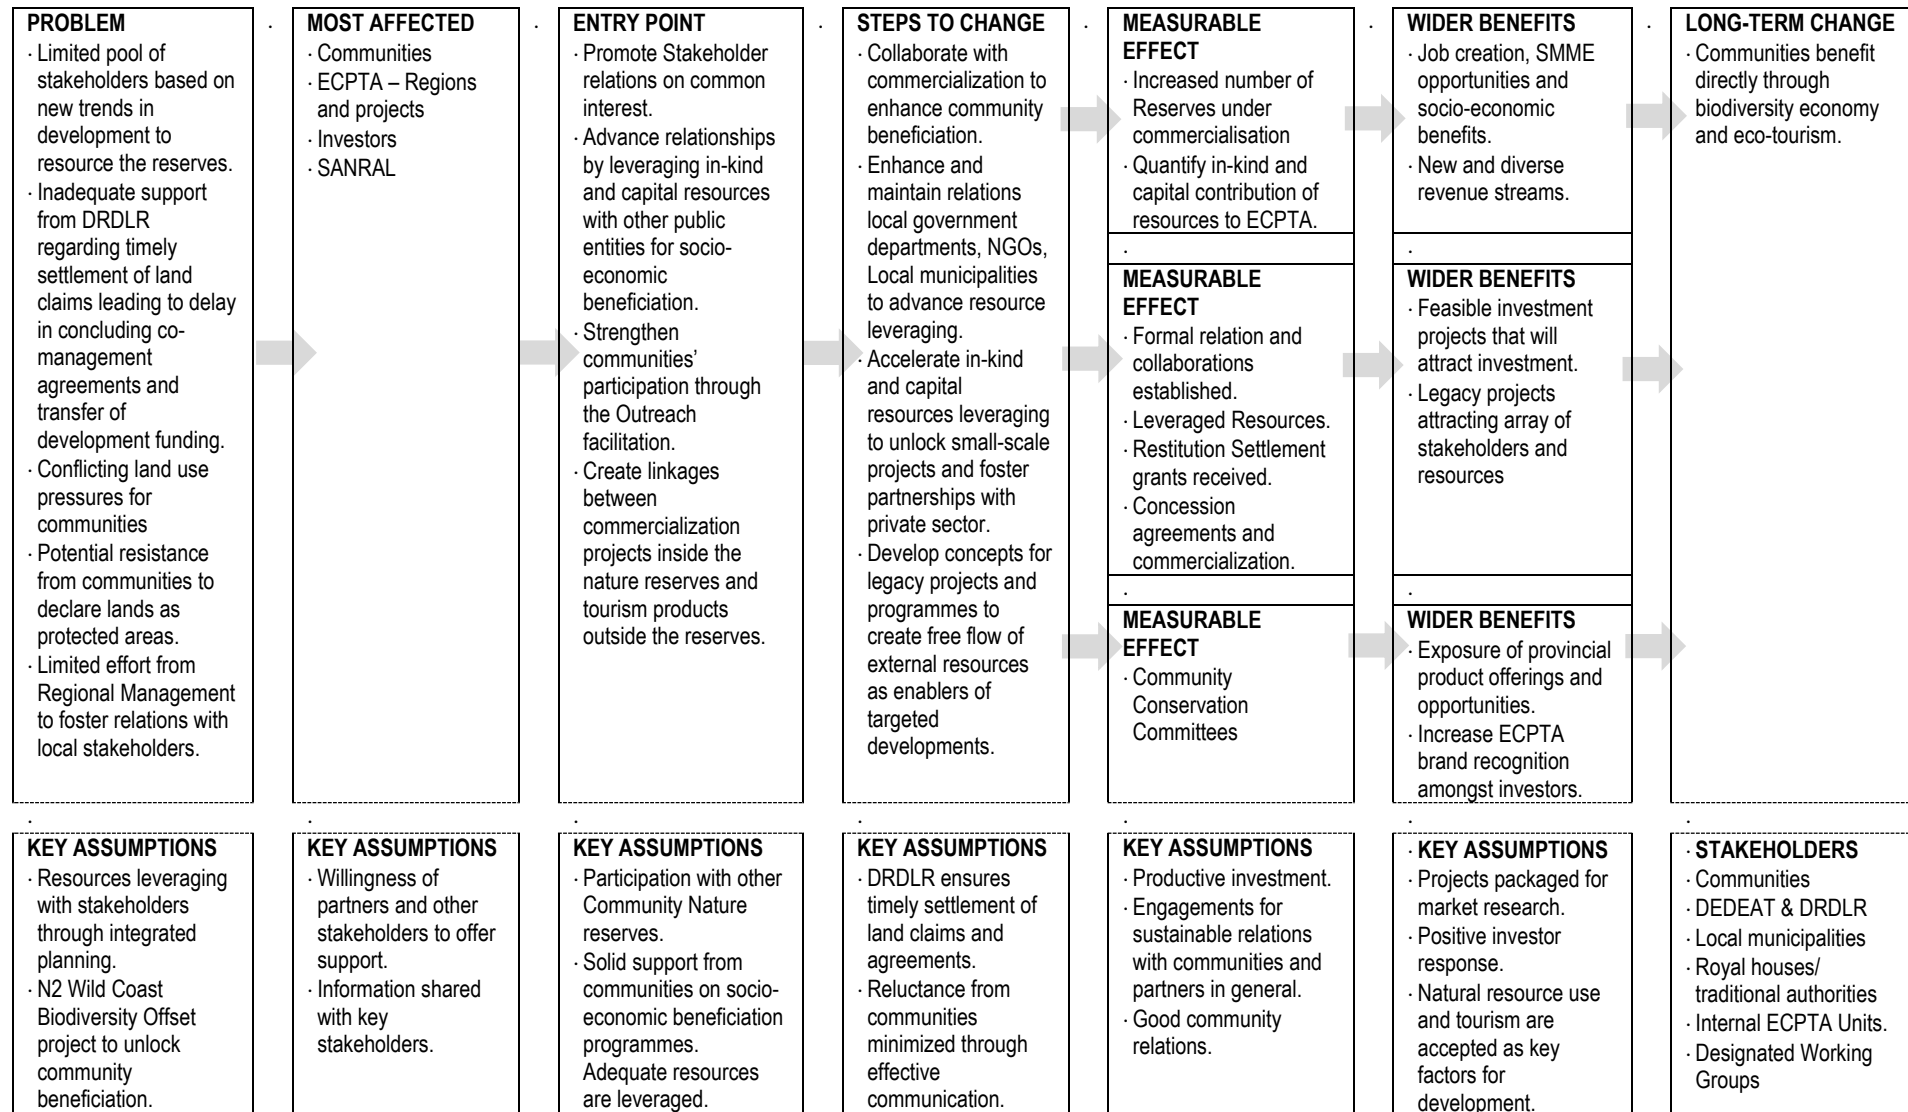 PROBLEM
· Limited pool of
stakeholders based on
new trends in
development to
resource the reserves.
· Inadequate support
from DRDLR
regarding timely
settlement of land
claims leading to delay
in concluding co-
management
agreements and
transfer of
development funding.
· Conflicting land use
pressures for
communities
· Potential resistance
from communities to
declare lands as
protected areas.
· Limited effort from
Regional Management
to foster relations with
local stakeholders.
·
MOST AFFECTED
· Communities
· ECPTA – Regions
and projects
· Investors
· SANRAL
·
ENTRY POINT
· Promote Stakeholder
relations on common
interest.
· Advance relationships
by leveraging in-kind
and capital resources
with other public
entities for socio-
economic
beneficiation.
· Strengthen
communities’
participation through
the Outreach
facilitation.
· Create linkages
between
commercialization
projects inside the
nature reserves and
tourism products
outside the reserves.
·
STEPS TO CHANGE
· Collaborate with
commercialization to
enhance community
beneficiation.
· Enhance and
maintain relations
local government
departments, NGOs,
Local municipalities
to advance resource
leveraging.
· Accelerate in-kind
and capital
resources leveraging
to unlock small-scale
projects and foster
partnerships with
private sector.
· Develop concepts for
legacy projects and
programmes to
create free flow of
external resources
as enablers of
targeted
developments.
·
MEASURABLE
EFFECT
· Increased number of
Reserves under
commercialisation
· Quantify in-kind and
capital contribution of
resources to ECPTA.
·
MEASURABLE
EFFECT
· Formal relation and
collaborations
established.
· Leveraged Resources.
· Restitution Settlement
grants received.
· Concession
agreements and
commercialization.
·
MEASURABLE
EFFECT
· Community
Conservation
Committees
·
WIDER BENEFITS
· Job creation, SMME
opportunities and
socio-economic
benefits.
· New and diverse
revenue streams.
·
WIDER BENEFITS
· Feasible investment
projects that will
attract investment.
· Legacy projects
attracting array of
stakeholders and
resources
·
WIDER BENEFITS
· Exposure of provincial
product offerings and
opportunities.
· Increase ECPTA
brand recognition
amongst investors.
·
LONG-TERM CHANGE
· Communities benefit
directly through
biodiversity economy
and eco-tourism.
·
KEY ASSUMPTIONS
· Resources leveraging
with stakeholders
through integrated
planning.
· N2 Wild Coast
Biodiversity Offset
project to unlock
community
beneficiation.
·
KEY ASSUMPTIONS
· Willingness of
partners and other
stakeholders to offer
support.
· Information shared
with key
stakeholders.
·
KEY ASSUMPTIONS
· Participation with other
Community Nature
reserves.
· Solid support from
communities on socio-
economic beneficiation
programmes.
Adequate resources
are leveraged.
·
KEY ASSUMPTIONS
· DRDLR ensures
timely settlement of
land claims and
agreements.
· Reluctance from
communities
minimized through
effective
communication.
·
KEY ASSUMPTIONS
· Productive investment.
· Engagements for
sustainable relations
with communities and
partners in general.
· Good community
relations.
·
· KEY ASSUMPTIONS
· Projects packaged for
market research.
· Positive investor
response.
· Natural resource use
and tourism are
accepted as key
factors for
development.
·
· STAKEHOLDERS
· Communities
· DEDEAT & DRDLR
· Local municipalities
· Royal houses/
traditional authorities
· Internal ECPTA Units.
· Designated Working
Groups